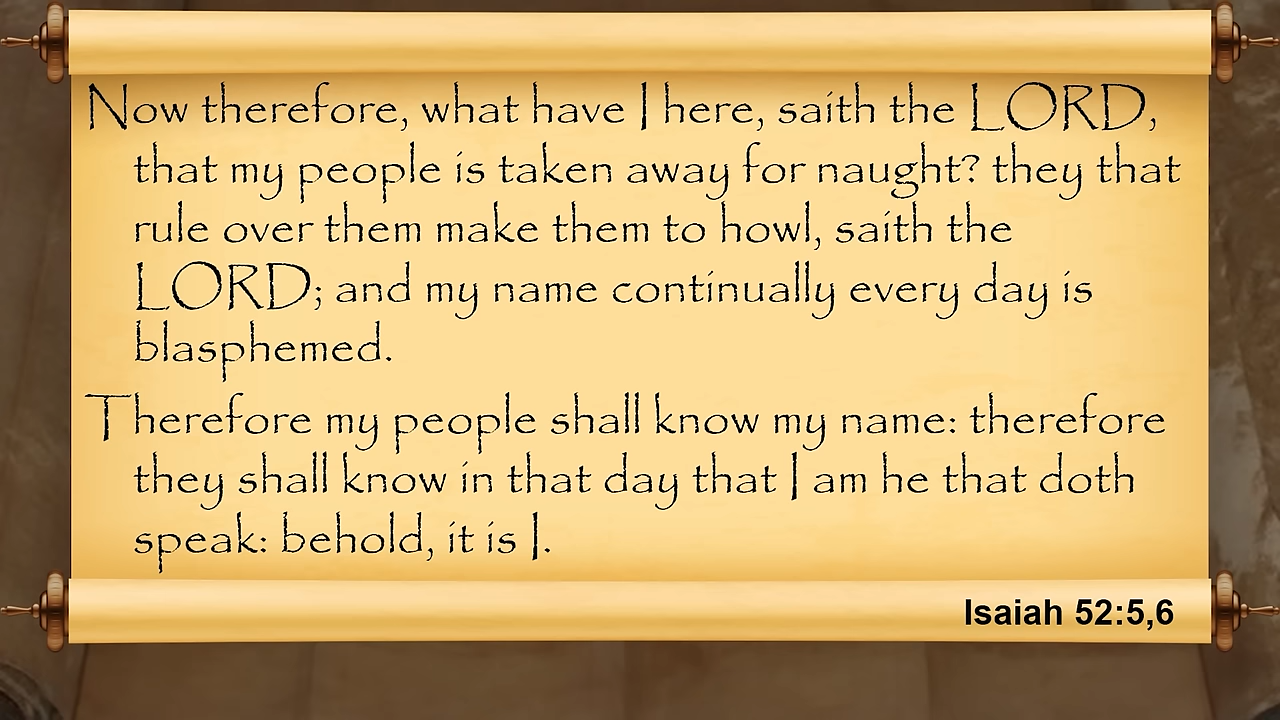 Now therefore, what have I here, saith the LORD,
that my people is taken away for naught? they that
rule over them make them to howl, saith the
LORD; and my name continually every day is
blasphemed.
Therefore my people shall know my name: therefore
they shall know in that day that I am he that doth
speak: behold, it is I.
Isaiah 52:5,6